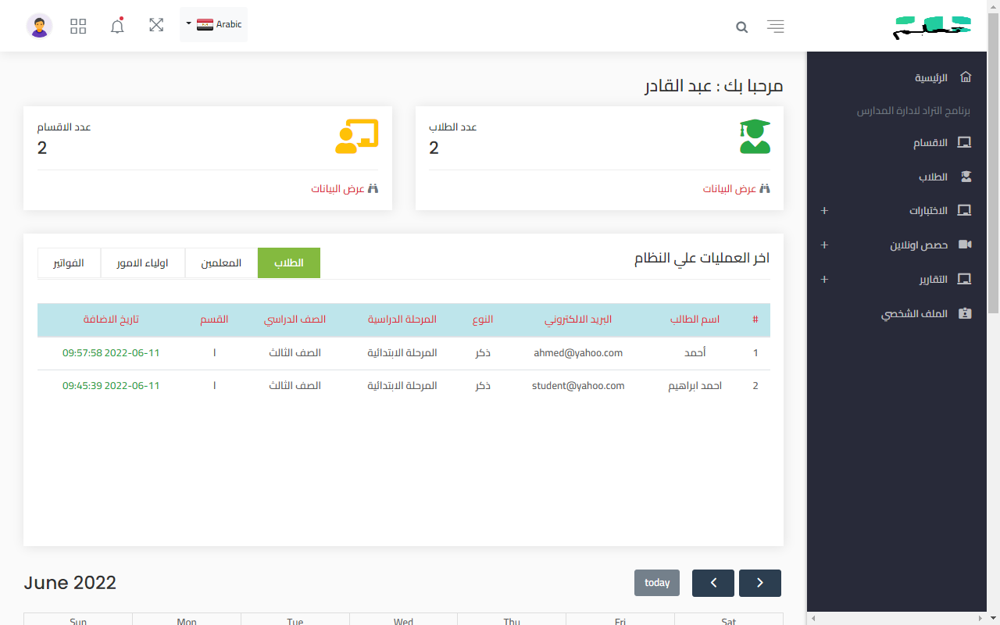 Arabic
الرئيسية
برنامج التراد لادارة المدارس
الاقسام
الطلاب
الاختبارات +
حصص اونلاين +
التقارير +
الملف الشخصي
مرحبا بك : عبد القادر
عدد الطلاب
2
عرض البيانات
عدد الاقسام
2
عرض البيانات
اخر العمليات علي النظام
الطلاب المعلمين اولياء الامور الفواتير
# اسم الطالب البريد الالكتروني النوع المرحلة الدراسية الصف الدراسي القسم تاريخ الاضافة
1 أحمد ahmed@yahoo.com ذكر المرحلة الابتدائية الصف الثالث ا 2022-06-11 09:57:58
2 احمد ابراهيم student@yahoo.com ذكر المرحلة الابتدائية الصف الثالث ا 2022-06-11 09:45:39
June 2022
today
Sun Mon Tue Wed Thu Fri Sat